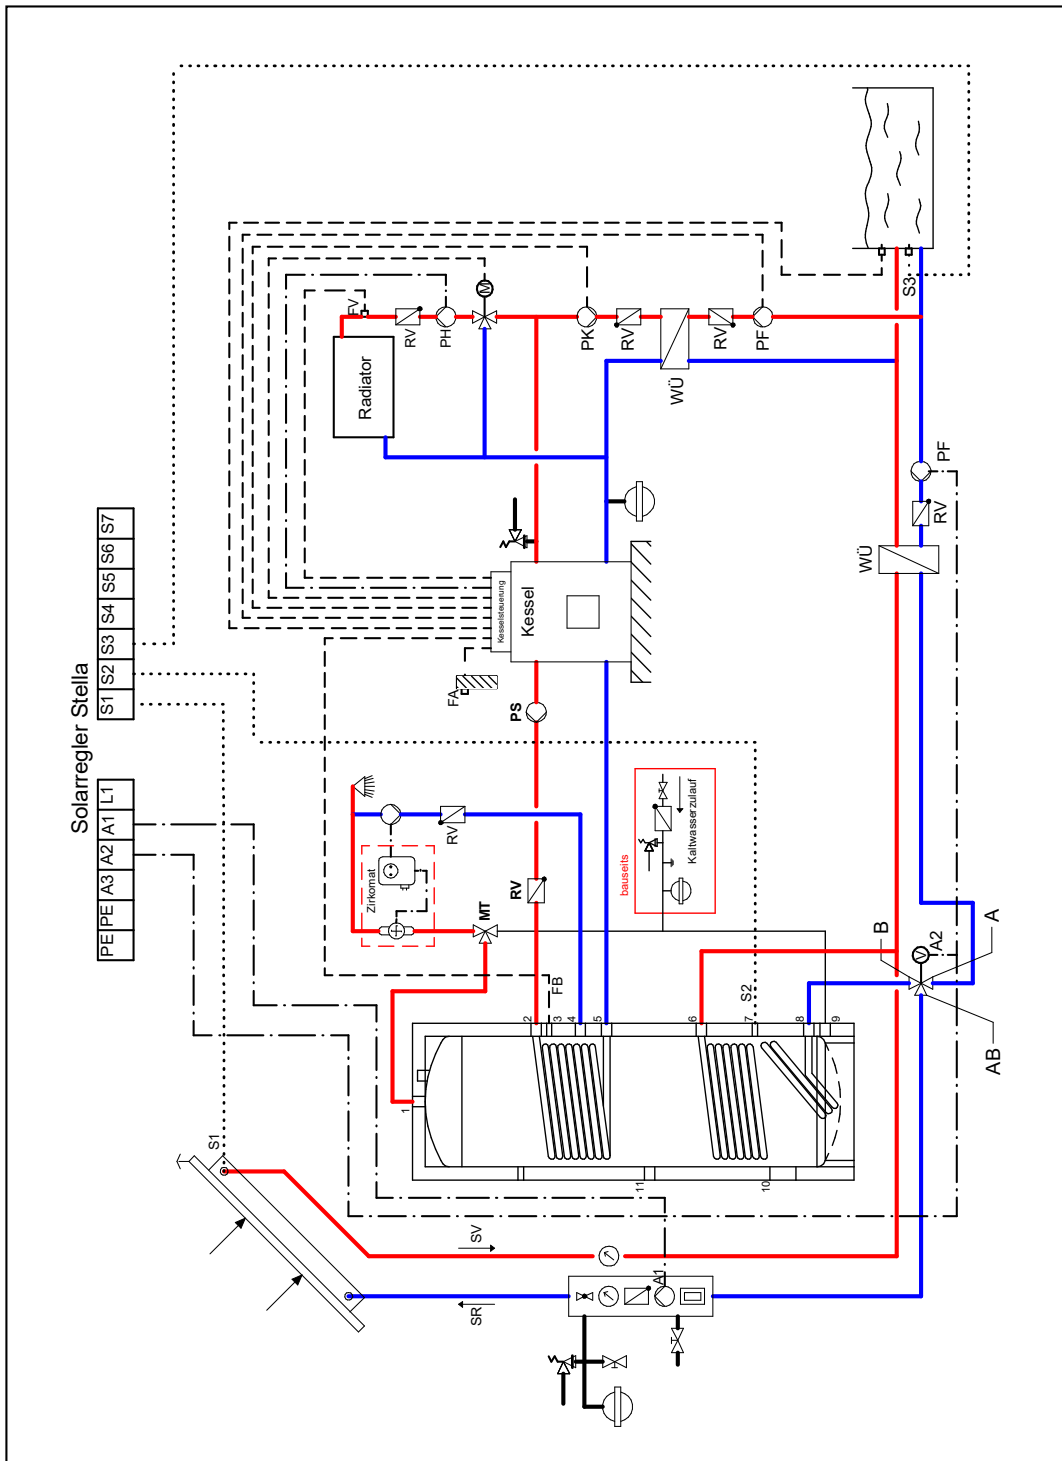 Solarregler Stella
PE PE A3 A2 A1 L1
S1 S2 S3 S4 S5 S6 S7
S1
SV
SR
A1
1
2
3
4
5
6
7
8
9
10
11
FB
S2
MT
Zirkomat
RV
RV
PS
FA
Kesselsteuerung
Kessel
Radiator
FV
RV
PH
M
PK
RV
WÜ
RV
PF
S3
PF
RV
WÜ
bauseits
Kaltwasserzulauf
B
A
A2
V
AB